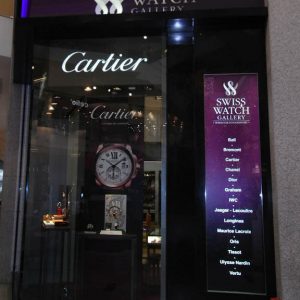 WATCH
GALLERY
Cartier
Cartier
SWISS
WATCH
GALLERY
Ball
Bremont
Cartier
Chanel
Dior
Graham
IWC
Jaeger - Lecoultre
Longines
Maurice Lacroix
Oris
Tissot
Ulysse Nardin
Vertu